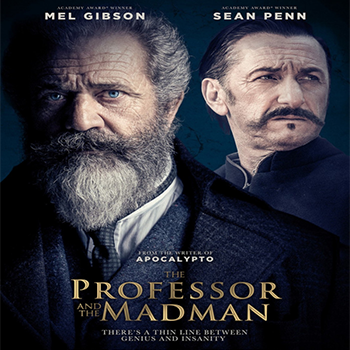 ACADEMY AWARD® WINNER
MEL GIBSON
ACADEMY AWARD® WINNER
SEAN PENN
FROM THE WRITER OF
APOCALYPTO
THE
PROFESSOR
AND THE MADMAN
THERE'S A THIN LINE BETWEEN
GENIUS AND INSANITY